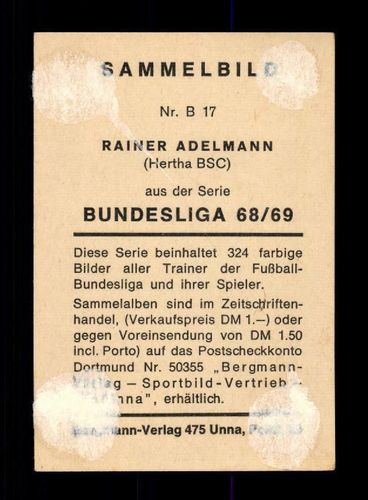 SAMMELBILD
Nr. B 17
RAINER ADELMANN
(Hertha BSC)
aus der Serie
BUNDESLIGA 68/69
Diese Serie beinhaltet 324 farbige
Bilder aller Trainer der Fußball-
Bundesliga und ihrer Spieler.
Sammelalben sind im Zeitschriften-
handel, (Verkaufspreis DM 1.–) oder
gegen Voreinsendung von DM 1.50
incl. Porto) auf das Postscheckkonto
Dortmund Nr. 50355 „Bergmann-
Verlag – Sportbild-Vertrieb
Unna", erhältlich.
Bergmann-Verlag 475 Unna,